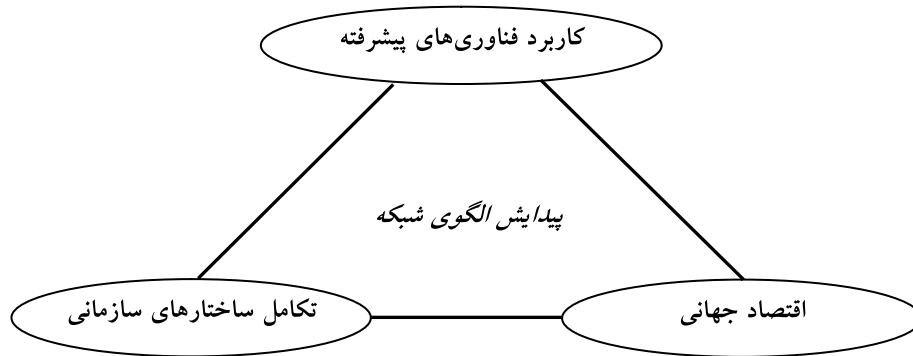 کاربرد فناوری‌های پیشرفته
پیدایش الگوی شبکه
اقتصاد جهانی
تکامل ساختارهای سازمانی